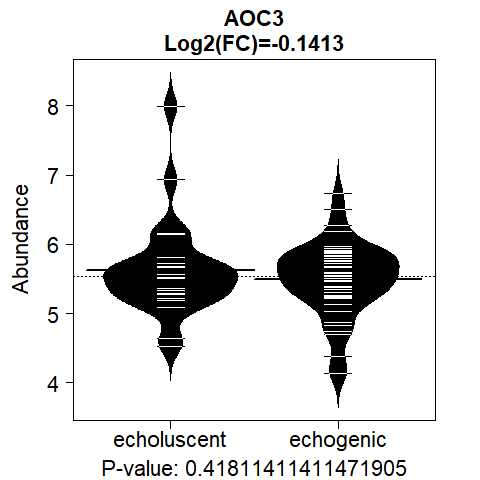 AOC3
Log2(FC)=-0.1413
Abundance
8
7
6
5
4
echoluscent echogenic
P-value: 0.41811411411471905